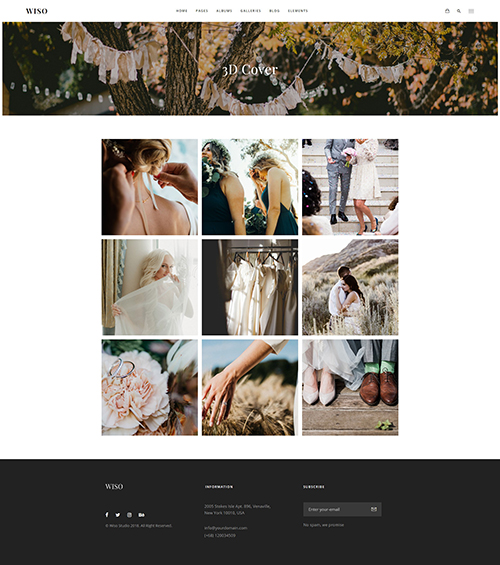 WISO
HOME PAGES ALBUMS GALLERIES BLOG ELEMENTS
3D Cover
WISO
© Wiso Studio 2018. All Right Reserved.
INFORMATION
2005 Stokes Isle Apt. 896, Venaville,
New York 10010, USA
info@yourdomain.com
SUBSCRIBE
Enter your email
No spam, we promise.